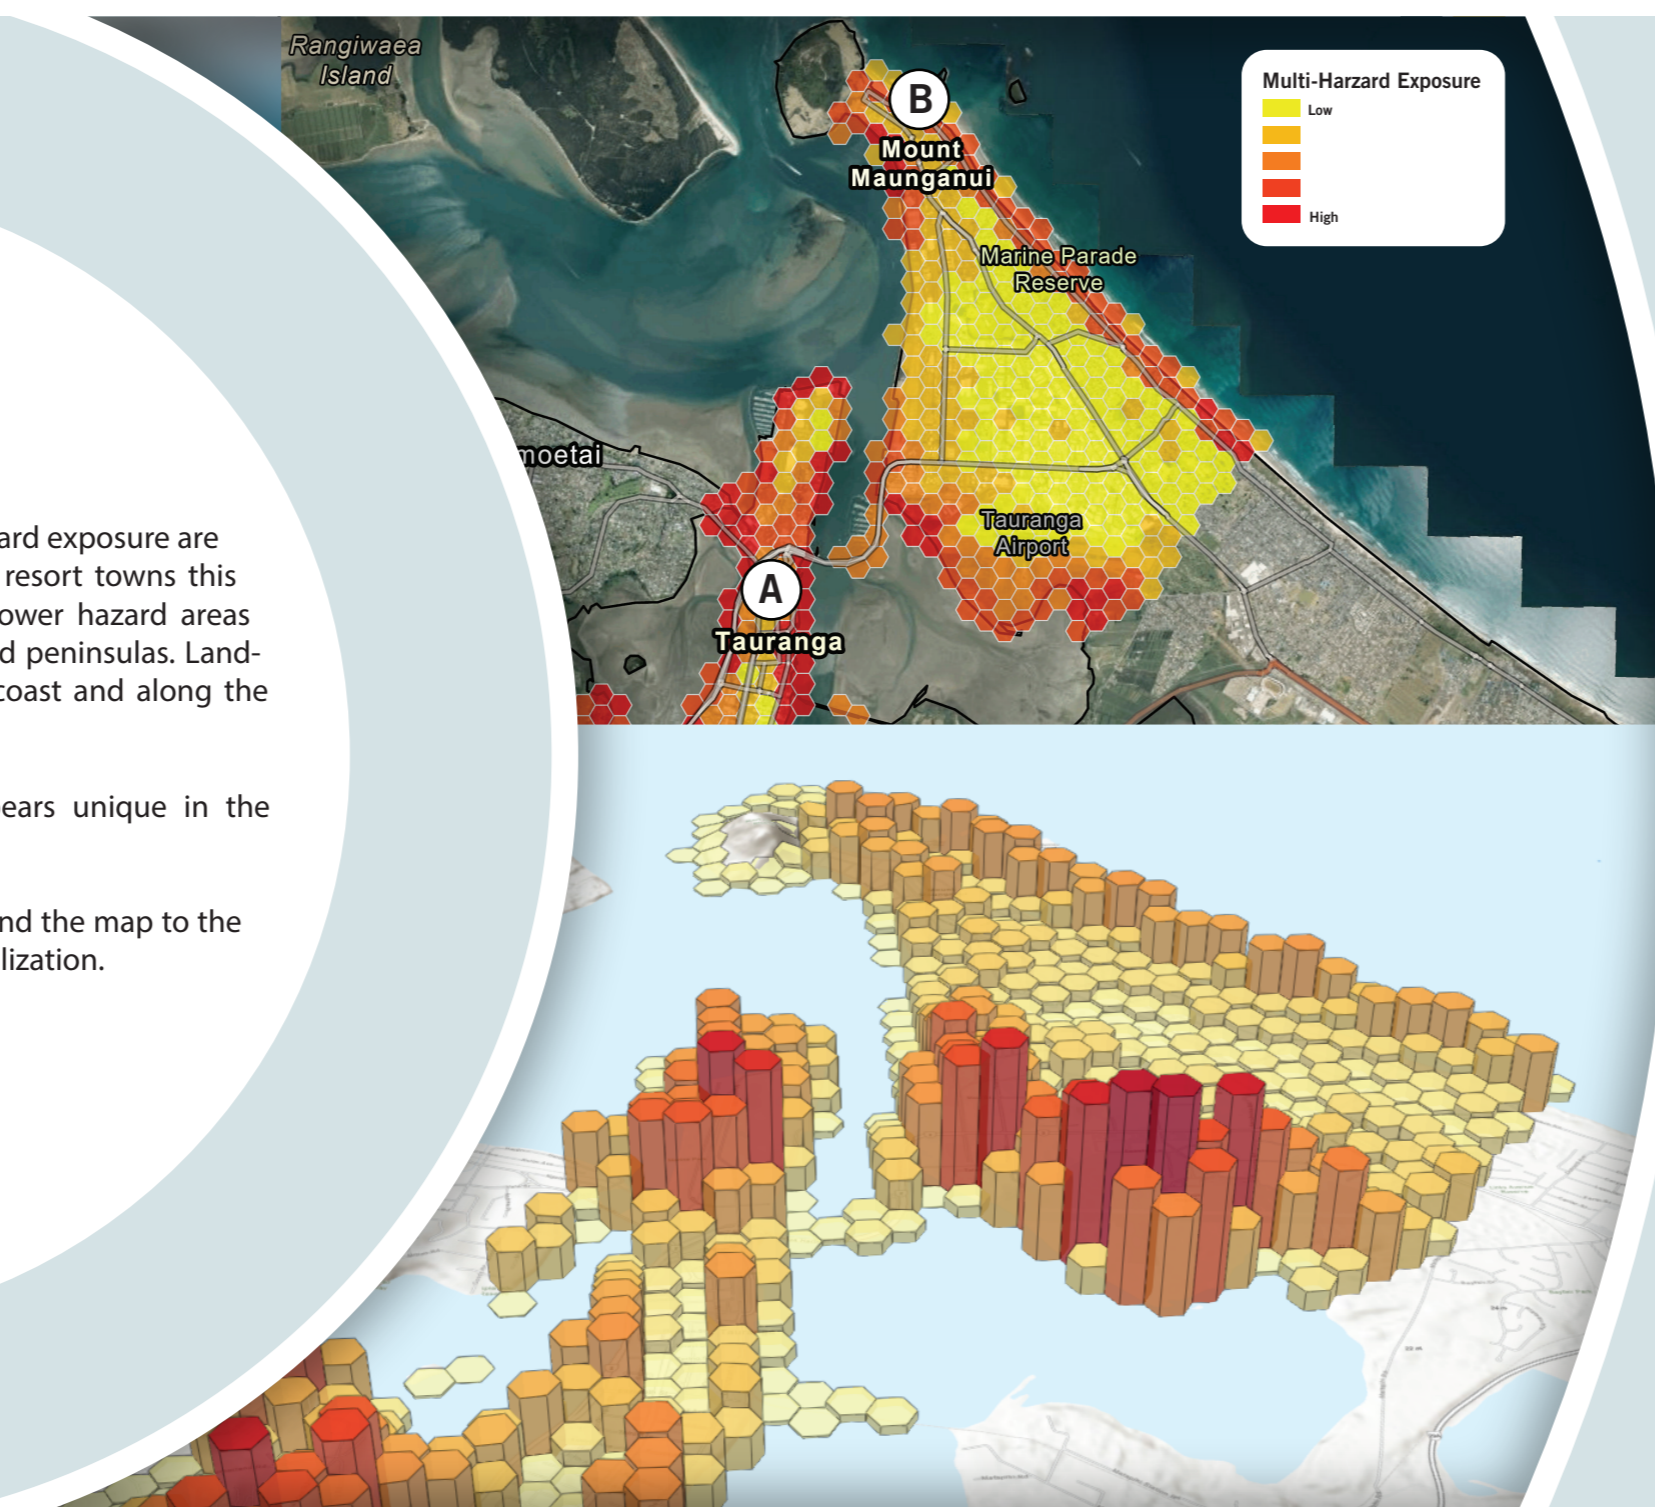 ard exposure are
resort towns this
ower hazard areas
d peninsulas. Land-
coast and along the
ears unique in the
nd the map to the
lization.
Rangiwaea
Island
B
Mount
Maunganui
Marine Parade
Reserve
moetai
Tauranga
Airport
A
Tauranga
Multi-Harzard Exposure
Low
High